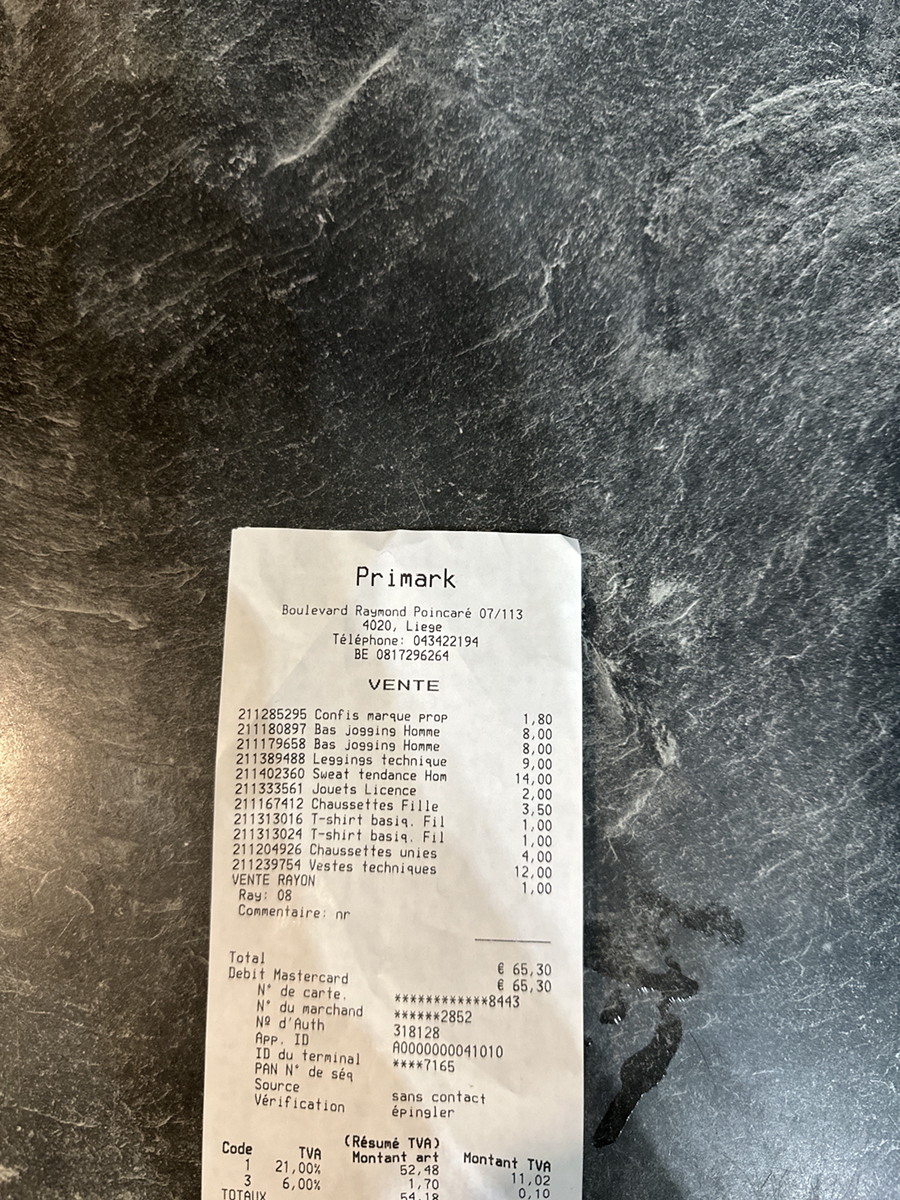 Primark
Boulevard Raymond Poincaré 07/113
4020, Liege
Téléphone: 043422194
BE 0817296264
VENTE
211285295 Confis marque prop 1,80
211180897 Bas jogging Homme 8,00
211179658 Bas jogging Homme 8,00
211389488 Leggings technique 9,00
211402360 Sweat tendance Hom 14,00
211333561 Jouets Licence 2,00
211167412 Chaussettes Fille 3,50
211313016 T-shirt basiq. Fil 1,00
211313024 T-shirt basiq. Fil 1,00
211204926 Chaussettes unies 4,00
211239754 Vestes techniques 12,00
VENTE RAYON 1,00
Ray: 08
Commentaire: nr
Total € 65,30
Debit Mastercard € 65,30
N° de carte. ************8443
N° du marchand ******2852
Nº d'Auth 318128
App. ID A0000000041010
ID du terminal ****7165
PAN N° de séq
Source sans contact
Vérification épingler
(Résumé TVA)
Code TVA Montant art Montant TVA
1 21,00% 52,48 11,02
3 6,00% 1,70 0,10
TOTAUX 54,18